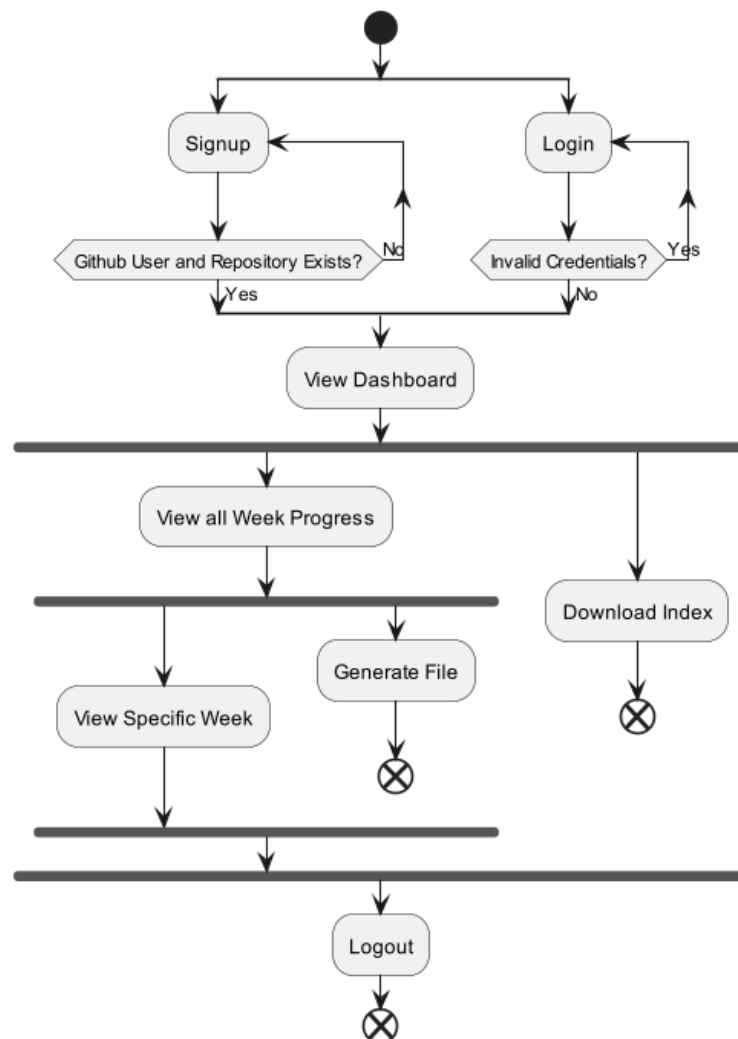 Signup
Login
Github User and Repository Exists?
No
Invalid Credentials?
Yes
Yes
No
View Dashboard
View all Week Progress
Download Index
Generate File
View Specific Week
Logout